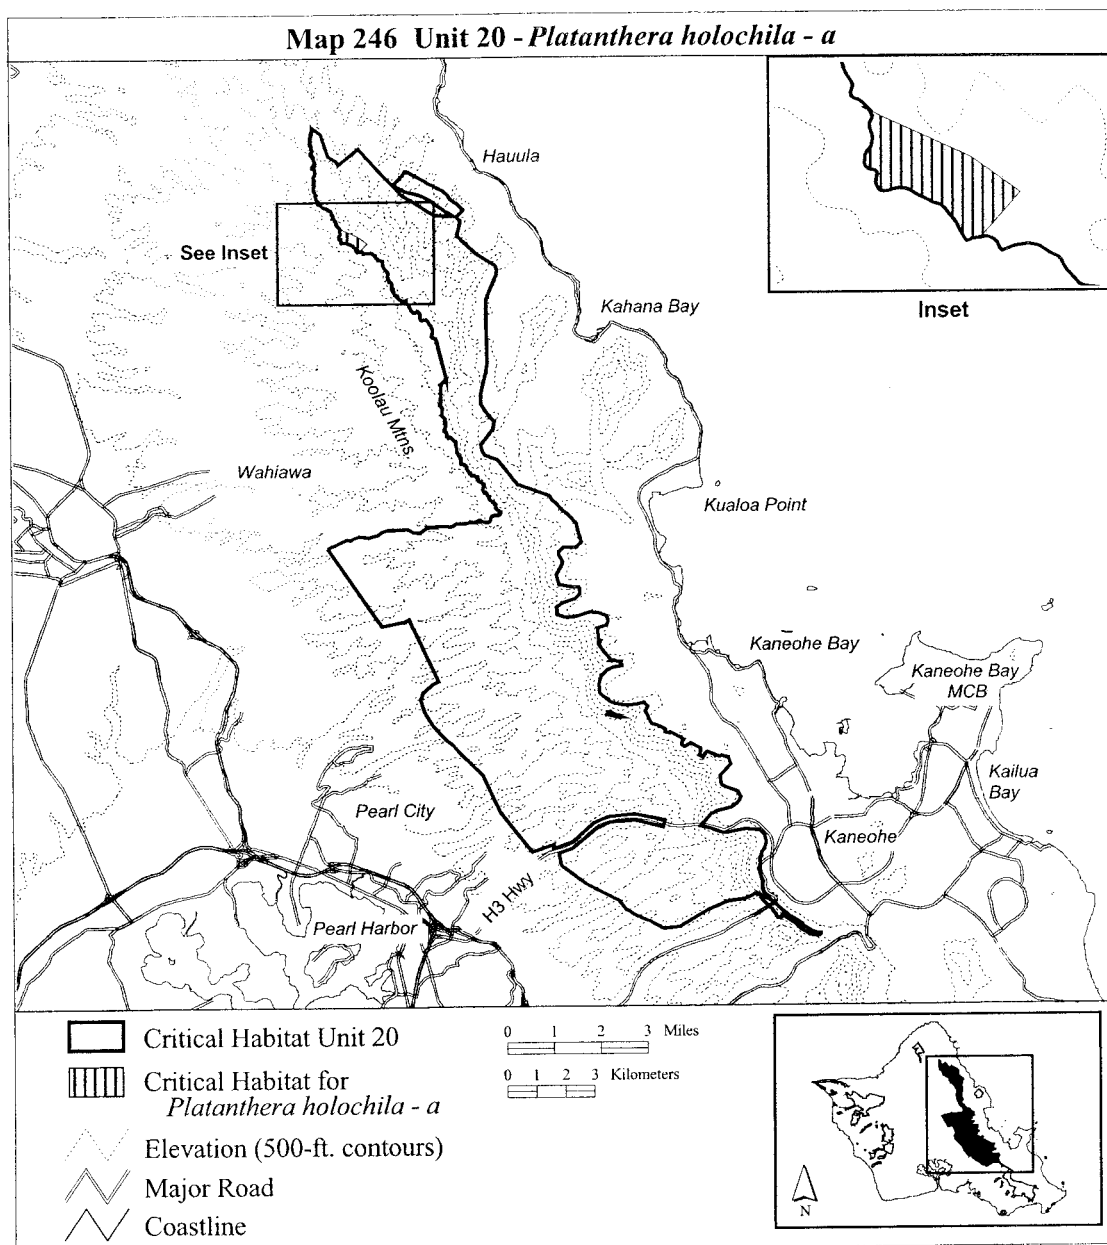 Map 246 Unit 20 - Platanthera holochila - a
Hauula
See Inset
Inset
Kahana Bay
Koolau Mtns
Wahiawa
Kualoa Point
Kaneohe Bay
Kaneohe Bay
MCB
Kailua
Bay
Pearl City
Kaneohe
H3 Hwy
Pearl Harbor
Critical Habitat Unit 20
Critical Habitat for
Platanthera holochila - a
Elevation (500-ft. contours)
Major Road
Coastline
0 1 2 3 Miles
0 1 2 3 Kilometers
N